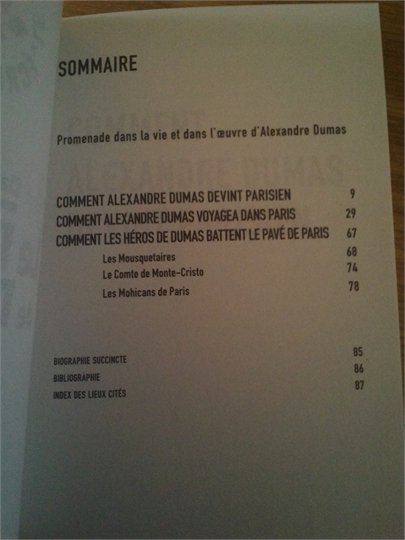 SOMMAIRE
Promenade dans la vie et dans l'œuvre d'Alexandre Dumas
COMMENT ALEXANDRE DUMAS DEVINT PARISIEN 9
COMMENT ALEXANDRE DUMAS VOYAGEA DANS PARIS 29
COMMENT LES HÉROS DE DUMAS BATTENT LE PAVÉ DE PARIS 67
Les Mousquetaires 68
Le Comte de Monte-Cristo 74
Les Mohicans de Paris 78
BIOGRAPHIE SUCCINCTE 85
BIBLIOGRAPHIE 86
INDEX DES LIEUX CITÉS 87